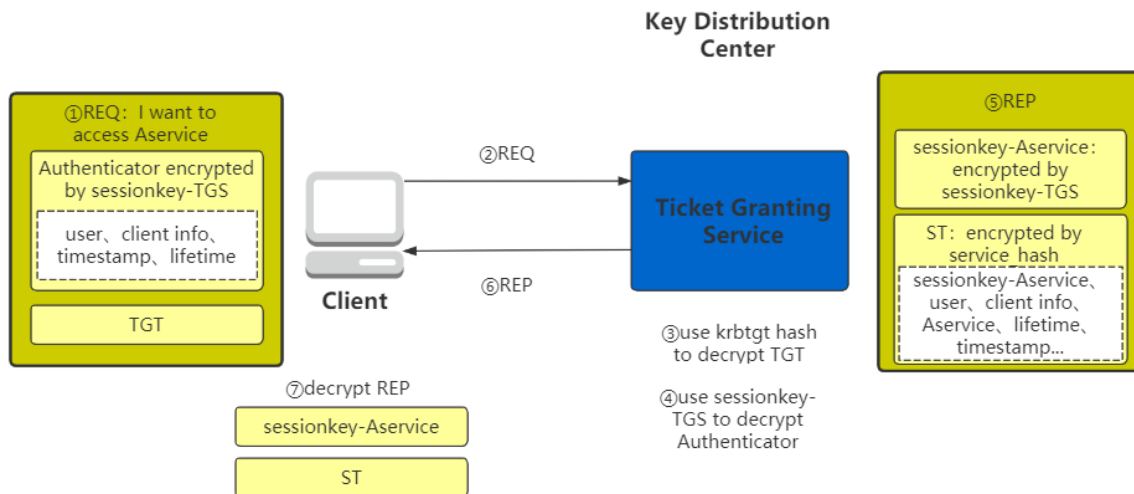 Key Distribution
Center
①REQ：I want to
access Aservice
Authenticator encrypted
by sessionkey-TGS
user、client info、
timestamp、lifetime
TGT
Client
②REQ
⑥REP
Ticket Granting
Service
③use krbtgt hash
to decrypt TGT
④use sessionkey-
TGS to decrypt
Authenticator
⑤REP
sessionkey-Aservice：
encrypted by
sessionkey-TGS
ST：encrypted by
service_hash
sessionkey-Aservice、
user、client info、
Aservice、lifetime、
timestamp...
⑦decrypt REP
sessionkey-Aservice
ST